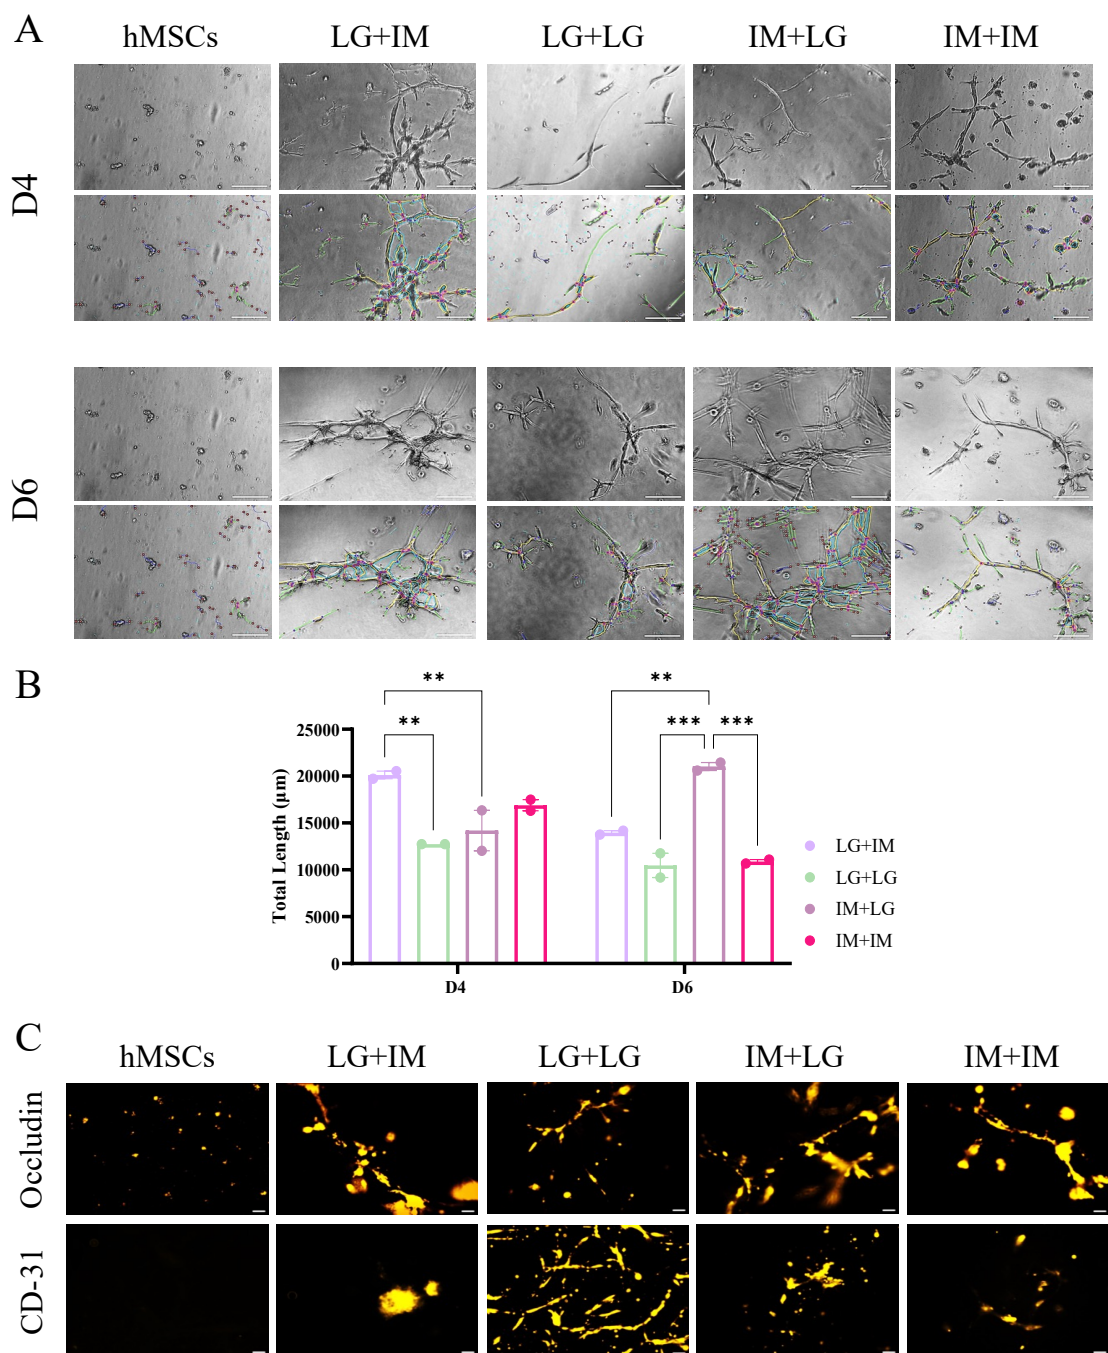 A
hMSCs LG+IM LG+LG IM+LG IM+IM
D4
D6
B
** **
** *** ***
25000
20000
15000
10000
5000
0
Total Length (μm)
D4 D6
LG+IM
LG+LG
IM+LG
IM+IM
C
hMSCs LG+IM LG+LG IM+LG IM+IM
Occludin
CD-31